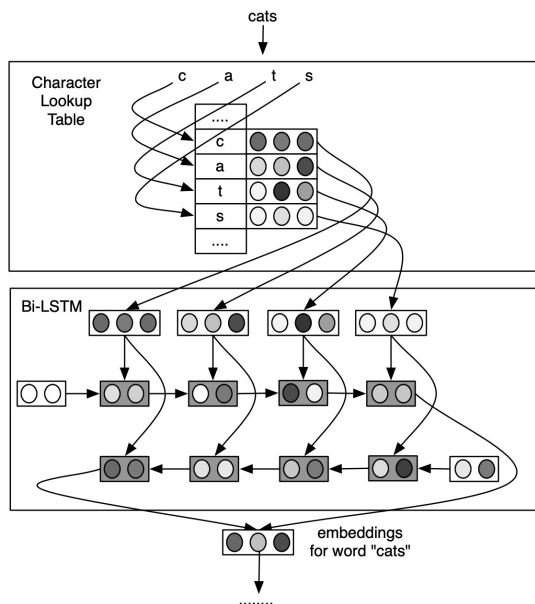 cats
Character
Lookup
Table
c a t s
....
c
a
t
s
....
Bi-LSTM
embeddings
for word "cats"
........